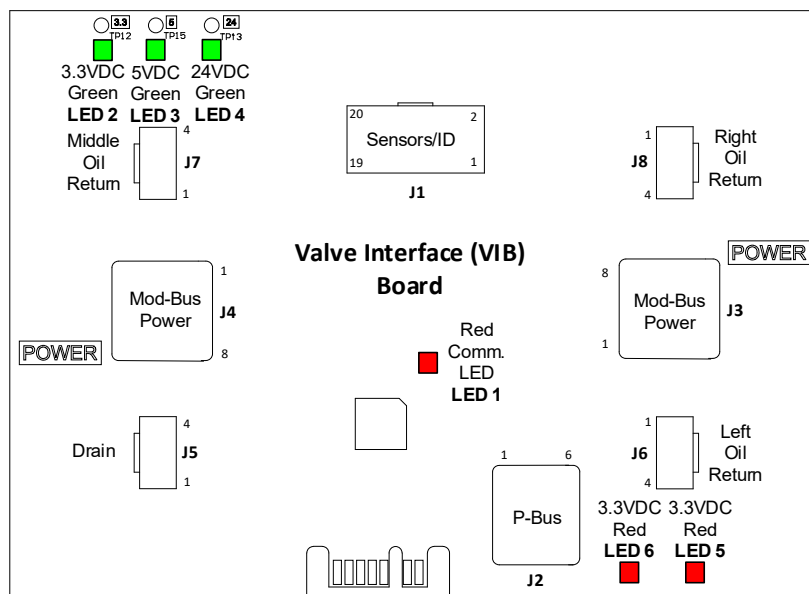 3.3 5 24
TP12 TP15 TP13
3.3VDC 5VDC 24VDC
Green Green Green
LED 2 LED 3 LED 4
Middle
Oil
Return
4
J7
1
20 2
Sensors/ID
19 1
J1
1
J8
4
Right
Oil
Return
Valve Interface (VIB)
Board
POWER
1
Mod-Bus
Power
J4
8
POWER
8
Mod-Bus
Power
J3
1
Red
Comm.
LED
LED 1
Drain
4
J5
1
1
J6
4
Left
Oil
Return
1 6
P-Bus
J2
3.3VDC 3.3VDC
Red Red
LED 6 LED 5